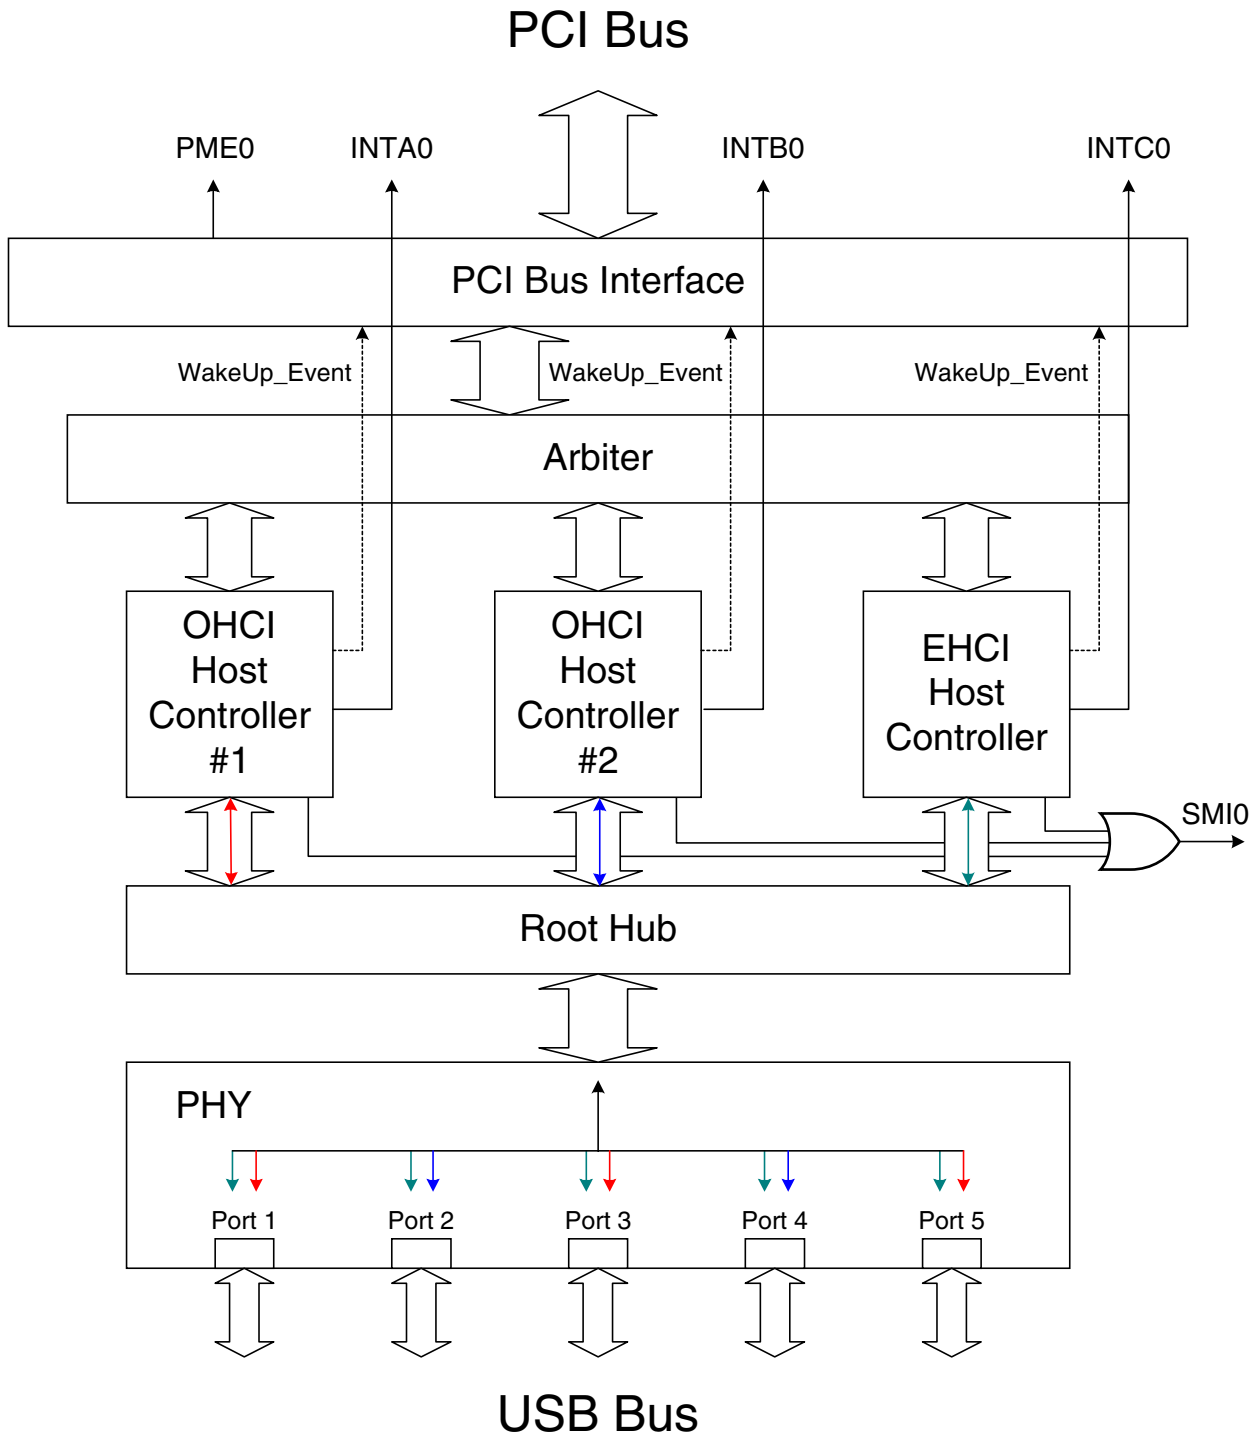 PCI Bus
PME0
INTA0
INTB0
INTC0
PCI Bus Interface
WakeUp_Event
WakeUp_Event
WakeUp_Event
Arbiter
OHCI
Host
Controller
#1
OHCI
Host
Controller
#2
EHCI
Host
Controller
SMI0
Root Hub
PHY
Port 1
Port 2
Port 3
Port 4
Port 5
USB Bus